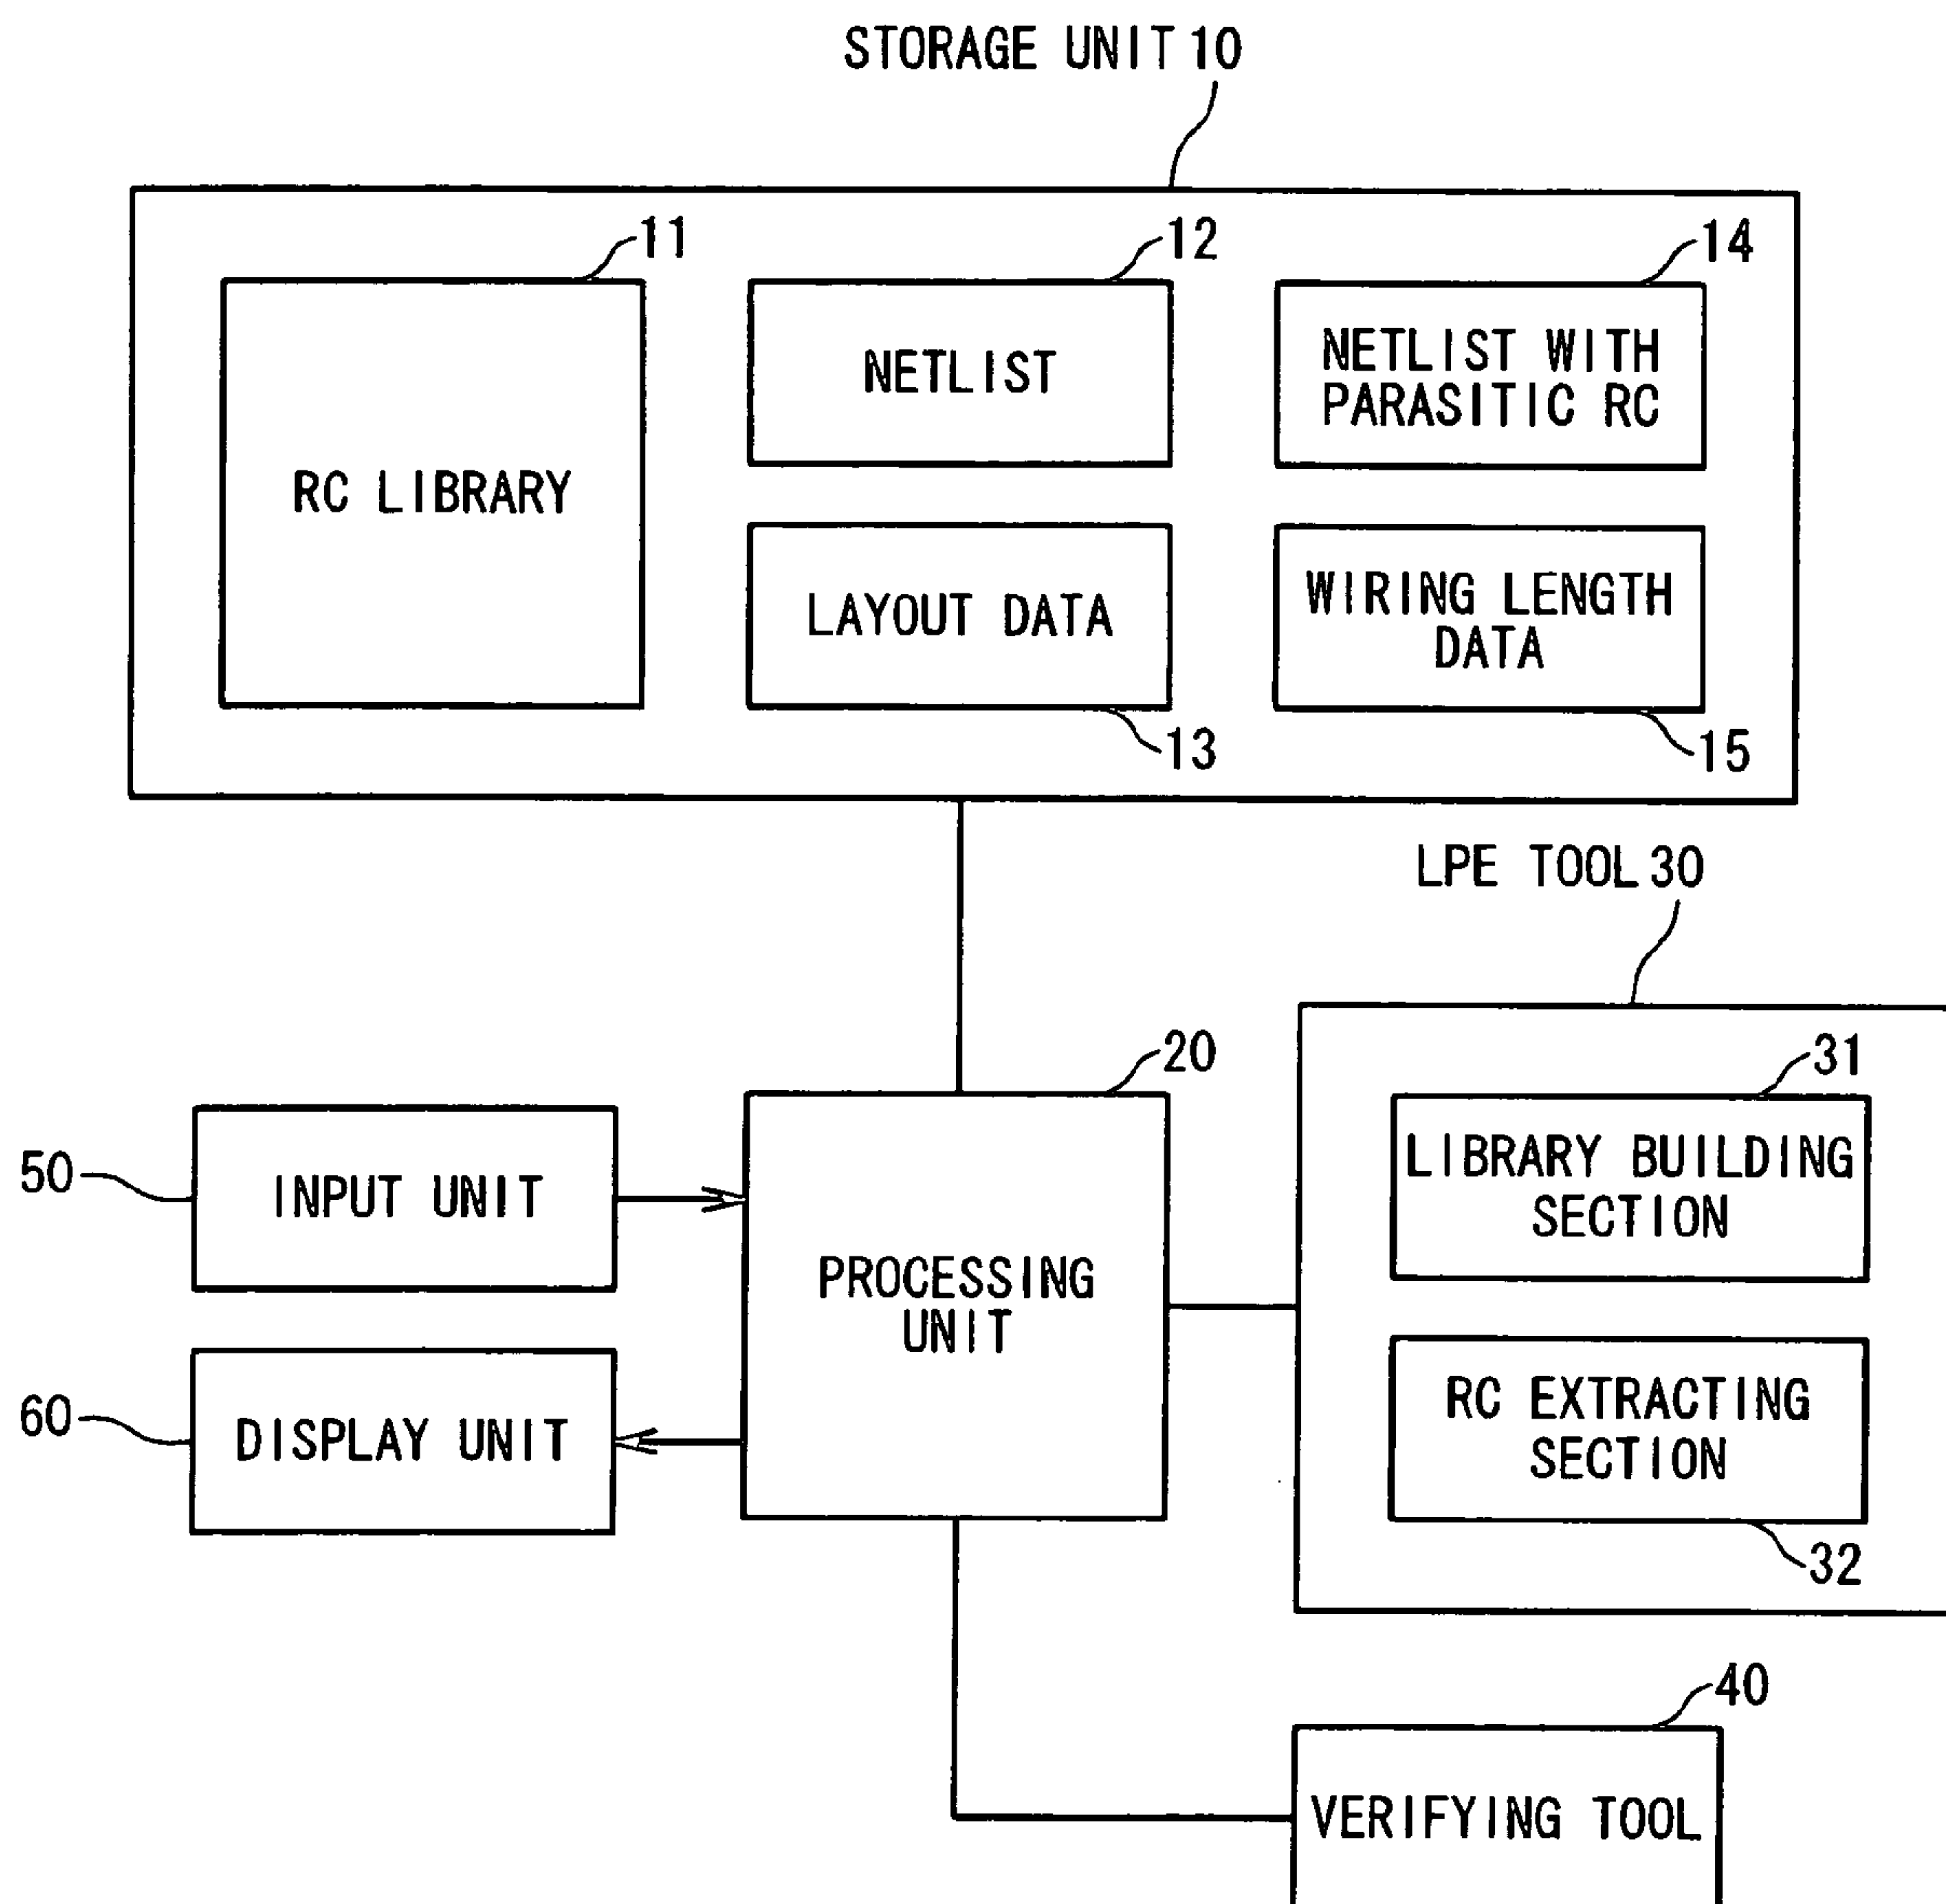 STORAGE UNIT 10
11
12
14
RC LIBRARY
NETLIST
NETLIST WITH
PARASITIC RC
LAYOUT DATA
WIRING LENGTH
DATA
13
15
LPE TOOL 30
20
31
50
INPUT UNIT
PROCESSING
UNIT
LIBRARY BUILDING
SECTION
60
DISPLAY UNIT
RC EXTRACTING
SECTION
32
40
VERIFYING TOOL